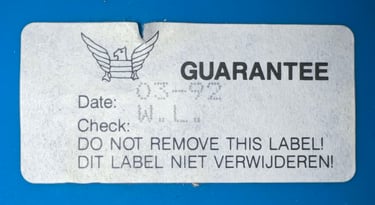 GUARANTEE
Date: 03-92
Check: W.L.
DO NOT REMOVE THIS LABEL!
DIT LABEL NIET VERWIJDEREN!